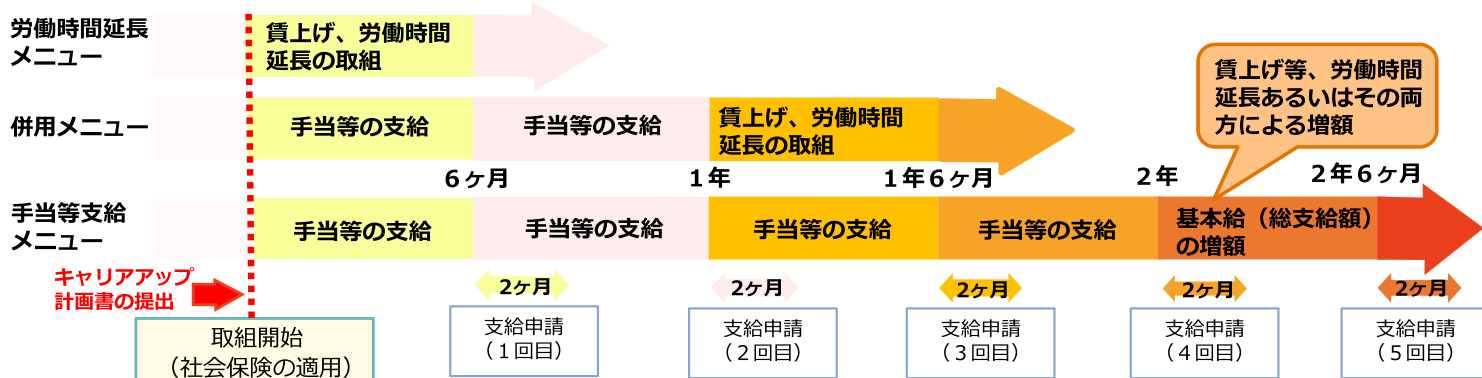 労働時間延長
メニュー
賃上げ、労働時間
延長の取組
賃上げ等、労働時間
延長あるいはその両
方による増額
併用メニュー
手当等の支給
手当等の支給
賃上げ、労働時間
延長の取組
６ヶ月
１年
１年６ヶ月
２年
２年６ヶ月
手当等支給
メニュー
手当等の支給
手当等の支給
手当等の支給
手当等の支給
基本給（総支給額）
の増額
キャリアアップ
計画書の提出
2ヶ月
2ヶ月
2ヶ月
2ヶ月
2ヶ月
取組開始
（社会保険の適用）
支給申請
（１回目）
支給申請
（２回目）
支給申請
（３回目）
支給申請
（４回目）
支給申請
（５回目）